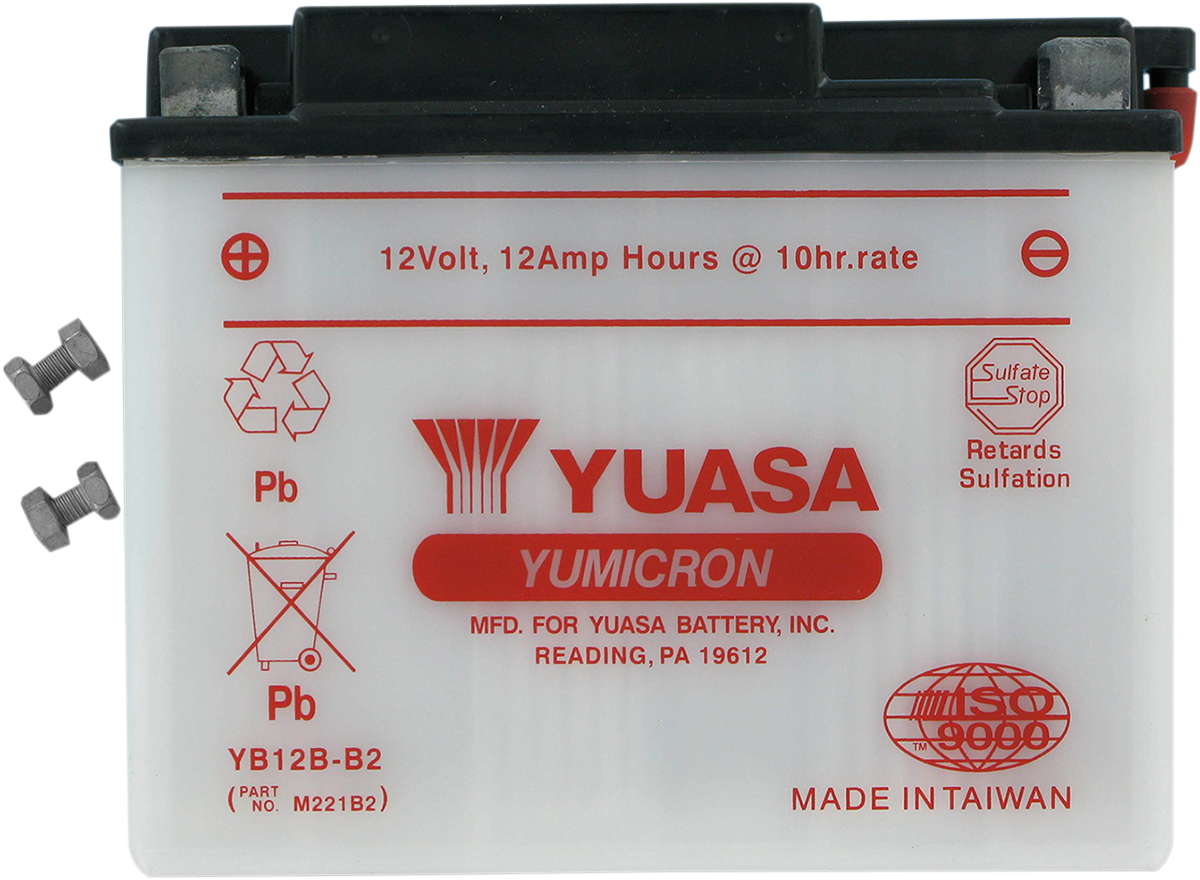 12Volt, 12Amp Hours @ 10hr.rate
Sulfate
Stop
Retards
Sulfation
Pb
YUASA
YUMICRON
MFD. FOR YUASA BATTERY, INC.
READING, PA 19612
Pb
YB12B-B2
(PART NO. M221B2)
ISO
TM 9000
MADE IN TAIWAN